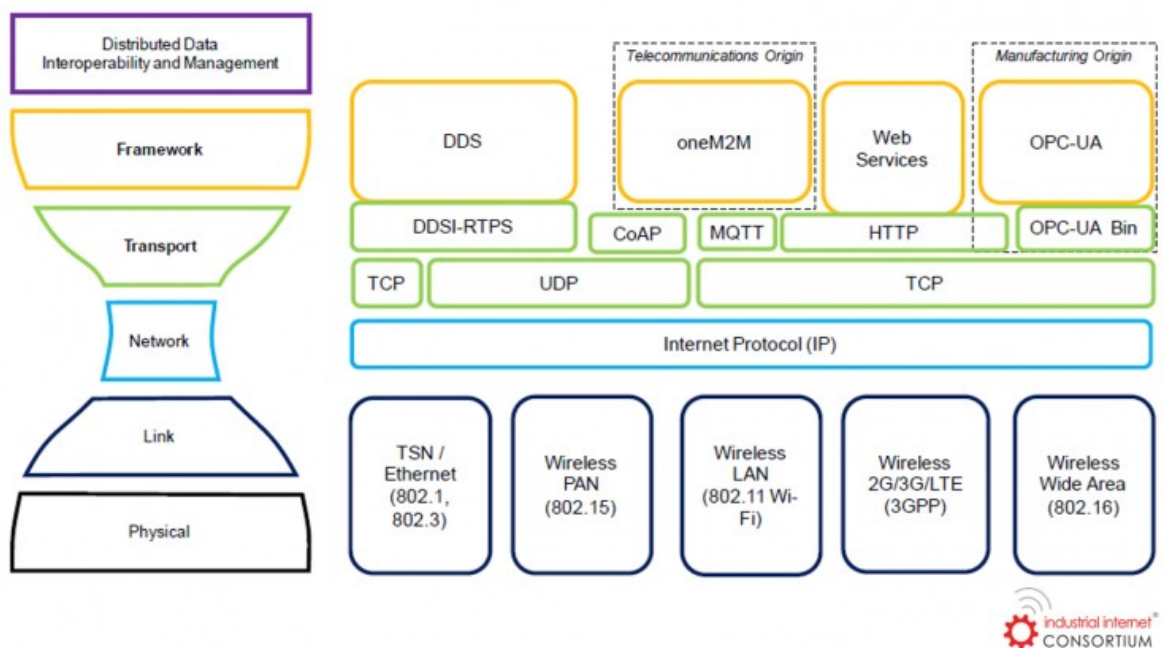 Distributed Data
Interoperability and Management
Framework
Transport
Network
Link
Physical
Telecommunications Origin
Manufacturing Origin
DDS
oneM2M
Web
Services
OPC-UA
DDSI-RTPS
CoAP
MQTT
HTTP
OPC-UA Bin
TCP
UDP
TCP
Internet Protocol (IP)
TSN /
Ethernet
(802.1,
802.3)
Wireless
PAN
(802.15)
Wireless
LAN
(802.11 Wi-
Fi)
Wireless
2G/3G/LTE
(3GPP)
Wireless
Wide Area
(802.16)
industrial internet
CONSORTIUM